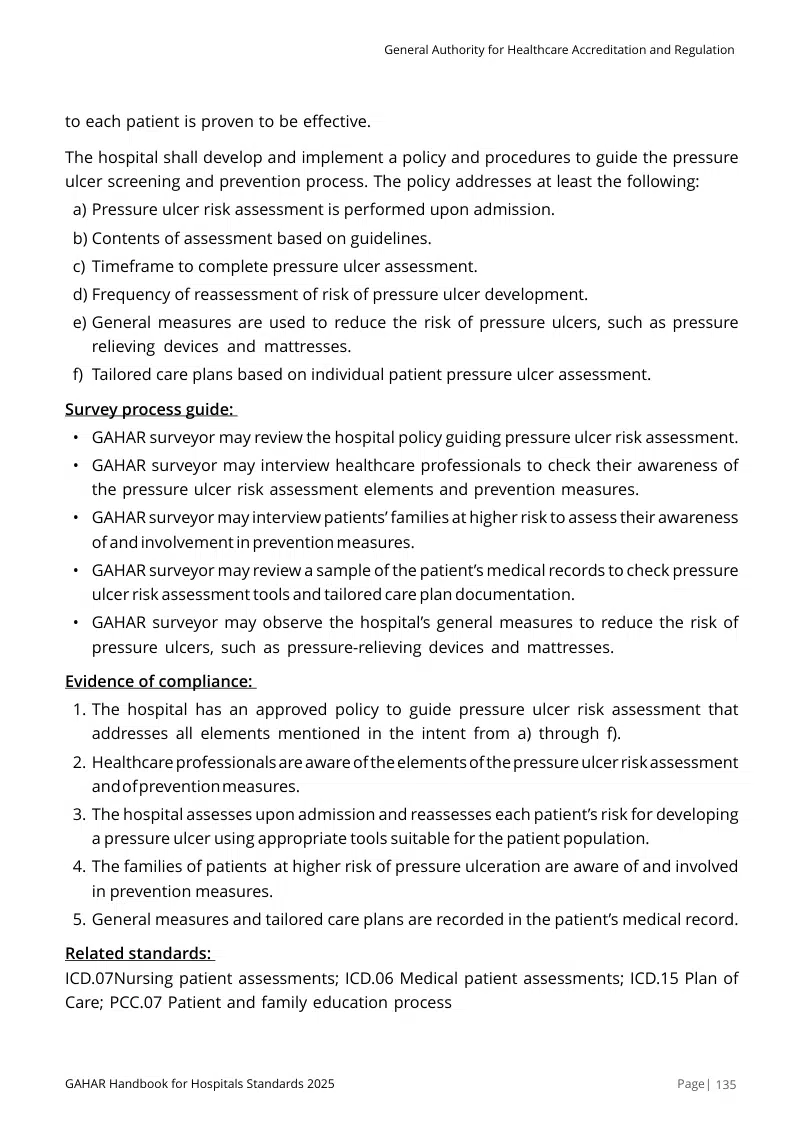 General Authority for Healthcare Accreditation and Regulation
to each patient is proven to be effective.
The hospital shall develop and implement a policy and procedures to guide the pressure
ulcer screening and prevention process. The policy addresses at least the following:
a) Pressure ulcer risk assessment is performed upon admission.
b) Contents of assessment based on guidelines.
c) Timeframe to complete pressure ulcer assessment.
d) Frequency of reassessment of risk of pressure ulcer development.
e) General measures are used to reduce the risk of pressure ulcers, such as pressure
relieving devices and mattresses.
f) Tailored care plans based on individual patient pressure ulcer assessment.
Survey process guide:
• GAHAR surveyor may review the hospital policy guiding pressure ulcer risk assessment.
• GAHAR surveyor may interview healthcare professionals to check their awareness of
the pressure ulcer risk assessment elements and prevention measures.
• GAHAR surveyor may interview patients’ families at higher risk to assess their awareness
of and involvement in prevention measures.
• GAHAR surveyor may review a sample of the patient’s medical records to check pressure
ulcer risk assessment tools and tailored care plan documentation.
• GAHAR surveyor may observe the hospital’s general measures to reduce the risk of
pressure ulcers, such as pressure-relieving devices and mattresses.
Evidence of compliance:
1. The hospital has an approved policy to guide pressure ulcer risk assessment that
addresses all elements mentioned in the intent from a) through f).
2. Healthcare professionals are aware of the elements of the pressure ulcer risk assessment
and of prevention measures.
3. The hospital assesses upon admission and reassesses each patient’s risk for developing
a pressure ulcer using appropriate tools suitable for the patient population.
4. The families of patients at higher risk of pressure ulceration are aware of and involved
in prevention measures.
5. General measures and tailored care plans are recorded in the patient’s medical record.
Related standards:
ICD.07Nursing patient assessments; ICD.06 Medical patient assessments; ICD.15 Plan of
Care; PCC.07 Patient and family education process
GAHAR Handbook for Hospitals Standards 2025
Page| 135